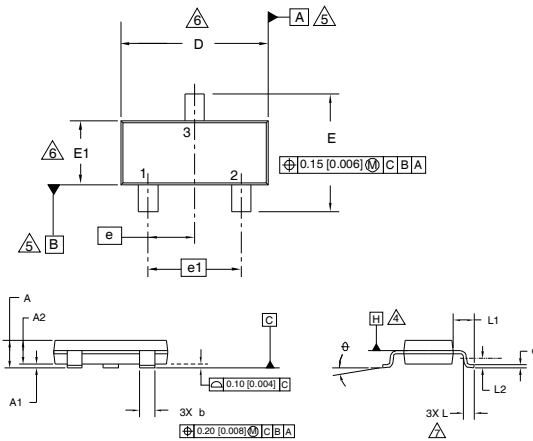 6
D
A 5
3
E
6 E1
⌖ 0.15 [0.006] Ⓜ C B A
1 2
5 B
e
e1
A
A2
A1
C
⌓ 0.10 [0.004] C
3X b
⌖ 0.20 [0.008] Ⓜ C B A
H 4
L1
θ
L2
3X L
7